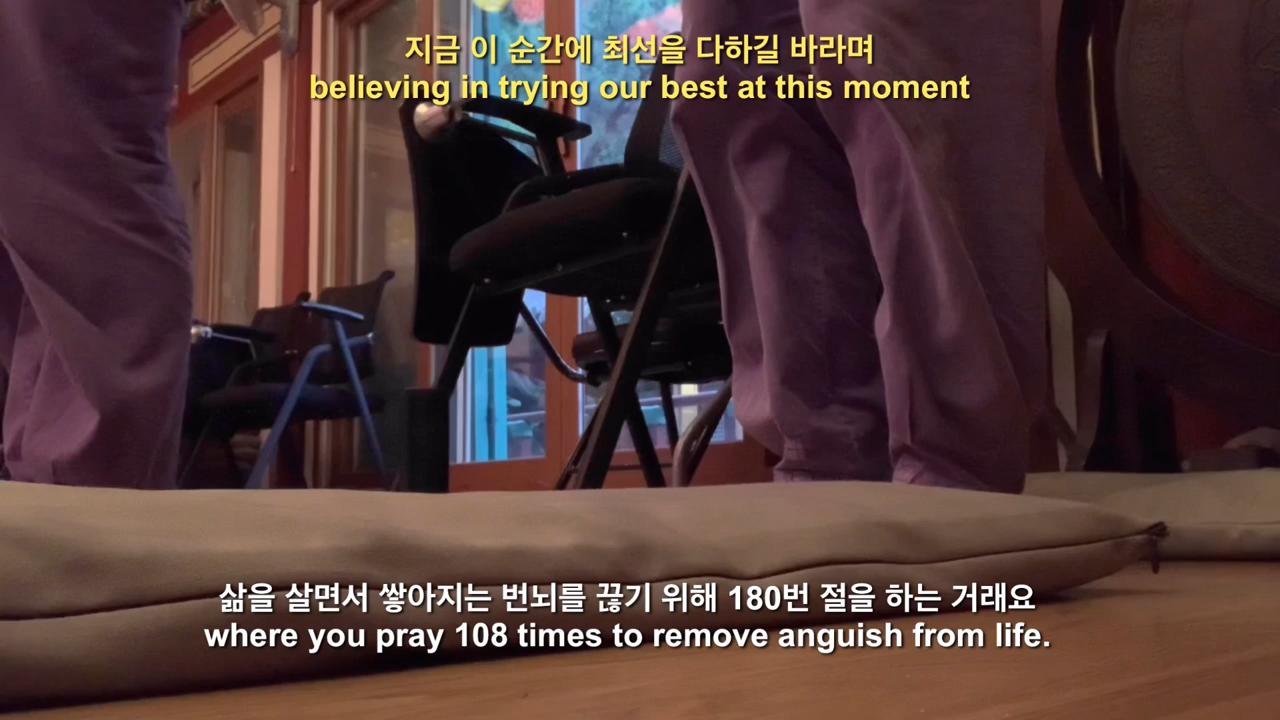 지금 이 순간에 최선을 다하길 바라며
believing in trying our best at this moment
삶을 살면서 쌓아지는 번뇌를 끊기 위해 180번 절을 하는 거래요
where you pray 108 times to remove anguish from life.